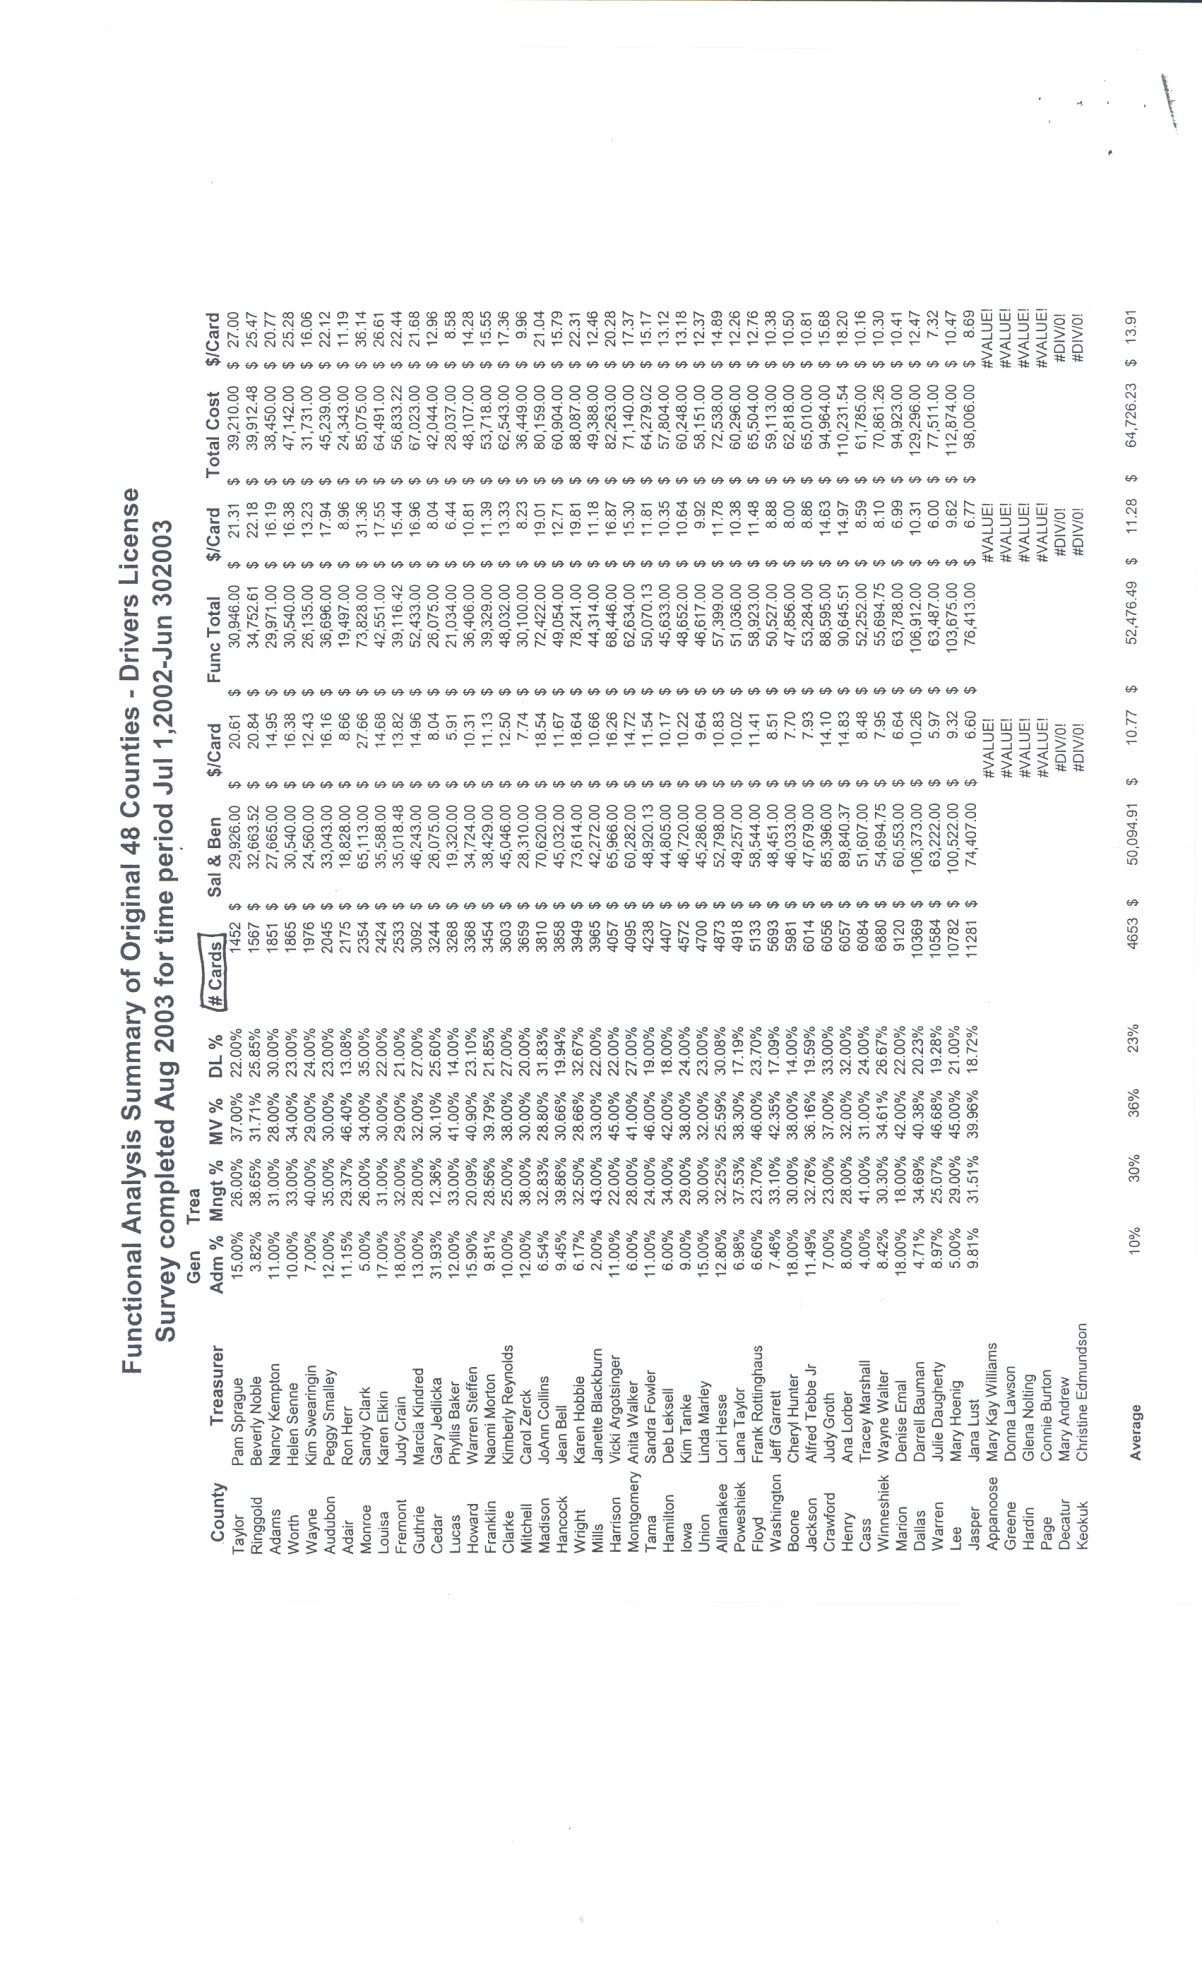 Functional Analysis Summary of Original 48 Counties - Drivers License
Survey completed Aug 2003 for time period Jul 1,2002-Jun 302003
Gen Trea
County Treasurer Adm % Mngt % MV % DL % # Cards Sal & Ben $/Card Func Total $/Card Total Cost $/Card
Taylor Pam Sprague 15.00% 26.00% 37.00% 22.00% 1452 $ 29,926.00 $ 20.61 $ 30,946.00 $ 21.31 $ 39,210.00 $ 27.00
Ringgold Beverly Noble 3.82% 38.65% 31.71% 25.85% 1567 $ 32,663.52 $ 20.84 $ 34,752.61 $ 22.18 $ 39,912.48 $ 25.47
Adams Nancy Kempton 11.00% 31.00% 28.00% 30.00% 1851 $ 27,665.00 $ 14.95 $ 29,971.00 $ 16.19 $ 38,450.00 $ 20.77
Worth Helen Senne 10.00% 33.00% 34.00% 23.00% 1865 $ 30,540.00 $ 16.38 $ 30,540.00 $ 16.38 $ 47,142.00 $ 25.28
Wayne Kim Swearingin 7.00% 40.00% 29.00% 24.00% 1976 $ 24,560.00 $ 12.43 $ 26,135.00 $ 13.23 $ 31,731.00 $ 16.06
Audubon Peggy Smalley 12.00% 35.00% 30.00% 23.00% 2045 $ 33,043.00 $ 16.16 $ 36,696.00 $ 17.94 $ 45,239.00 $ 22.12
Adair Ron Herr 11.15% 29.37% 46.40% 13.08% 2175 $ 18,828.00 $ 8.66 $ 19,497.00 $ 8.96 $ 24,343.00 $ 11.19
Monroe Sandy Clark 5.00% 26.00% 34.00% 35.00% 2354 $ 65,113.00 $ 27.66 $ 73,828.00 $ 31.36 $ 85,075.00 $ 36.14
Louisa Karen Elkin 17.00% 31.00% 30.00% 22.00% 2424 $ 35,588.00 $ 14.68 $ 42,551.00 $ 17.55 $ 64,491.00 $ 26.61
Fremont Judy Crain 18.00% 32.00% 29.00% 21.00% 2533 $ 35,018.48 $ 13.82 $ 39,116.42 $ 15.44 $ 56,833.22 $ 22.44
Guthrie Marcia Kindred 13.00% 28.00% 32.00% 27.00% 3092 $ 46,243.00 $ 14.96 $ 52,433.00 $ 16.96 $ 67,023.00 $ 21.68
Cedar Gary Jedlicka 31.93% 12.36% 30.10% 25.60% 3244 $ 26,075.00 $ 8.04 $ 26,075.00 $ 8.04 $ 42,044.00 $ 12.96
Lucas Phyllis Baker 12.00% 33.00% 41.00% 14.00% 3268 $ 19,320.00 $ 5.91 $ 21,034.00 $ 6.44 $ 28,037.00 $ 8.58
Howard Warren Steffen 15.90% 20.09% 40.90% 23.10% 3368 $ 34,724.00 $ 10.31 $ 36,406.00 $ 10.81 $ 48,107.00 $ 14.28
Franklin Naomi Morton 9.81% 28.56% 39.79% 21.85% 3454 $ 38,429.00 $ 11.13 $ 39,329.00 $ 11.39 $ 53,718.00 $ 15.55
Clarke Kimberly Reynolds 10.00% 25.00% 38.00% 27.00% 3603 $ 45,046.00 $ 12.50 $ 48,032.00 $ 13.33 $ 62,543.00 $ 17.36
Mitchell Carol Zerck 12.00% 38.00% 30.00% 20.00% 3659 $ 28,310.00 $ 7.74 $ 30,100.00 $ 8.23 $ 36,449.00 $ 9.96
Madison JoAnn Collins 6.54% 32.83% 28.80% 31.83% 3810 $ 70,620.00 $ 18.54 $ 72,422.00 $ 19.01 $ 80,159.00 $ 21.04
Hancock Jean Bell 9.45% 39.86% 30.66% 19.94% 3858 $ 45,032.00 $ 11.67 $ 49,054.00 $ 12.71 $ 60,904.00 $ 15.79
Wright Karen Hobbie 6.17% 32.50% 28.66% 32.67% 3949 $ 73,614.00 $ 18.64 $ 78,241.00 $ 19.81 $ 88,087.00 $ 22.31
Mills Janette Blackburn 2.00% 43.00% 33.00% 22.00% 3965 $ 42,272.00 $ 10.66 $ 44,314.00 $ 11.18 $ 49,388.00 $ 12.46
Harrison Vicki Argotsinger 11.00% 22.00% 45.00% 22.00% 4057 $ 65,966.00 $ 16.26 $ 68,446.00 $ 16.87 $ 82,263.00 $ 20.28
Montgomery Anita Walker 6.00% 28.00% 41.00% 27.00% 4095 $ 60,282.00 $ 14.72 $ 62,634.00 $ 15.30 $ 71,140.00 $ 17.37
Tama Sandra Fowler 11.00% 24.00% 46.00% 19.00% 4238 $ 48,920.13 $ 11.54 $ 50,070.13 $ 11.81 $ 64,279.02 $ 15.17
Hamilton Deb Leksell 6.00% 34.00% 42.00% 18.00% 4407 $ 44,805.00 $ 10.17 $ 45,633.00 $ 10.35 $ 57,804.00 $ 13.12
Iowa Kim Tanke 9.00% 29.00% 38.00% 24.00% 4572 $ 46,720.00 $ 10.22 $ 48,652.00 $ 10.64 $ 60,248.00 $ 13.18
Union Linda Marley 15.00% 30.00% 32.00% 23.00% 4700 $ 45,286.00 $ 9.64 $ 46,617.00 $ 9.92 $ 58,151.00 $ 12.37
Allamakee Lori Hesse 12.80% 32.25% 25.59% 30.08% 4873 $ 52,798.00 $ 10.83 $ 57,399.00 $ 11.78 $ 72,538.00 $ 14.89
Poweshiek Lana Taylor 6.98% 37.53% 38.30% 17.19% 4918 $ 49,257.00 $ 10.02 $ 51,036.00 $ 10.38 $ 60,296.00 $ 12.26
Floyd Frank Rottinghaus 6.60% 23.70% 46.00% 23.70% 5133 $ 58,544.00 $ 11.41 $ 58,923.00 $ 11.48 $ 65,504.00 $ 12.76
Washington Jeff Garrett 7.46% 33.10% 42.35% 17.09% 5693 $ 48,451.00 $ 8.51 $ 50,527.00 $ 8.88 $ 59,113.00 $ 10.38
Boone Cheryl Hunter 18.00% 30.00% 38.00% 14.00% 5981 $ 46,033.00 $ 7.70 $ 47,856.00 $ 8.00 $ 62,818.00 $ 10.50
Jackson Alfred Tebbe Jr 11.49% 32.76% 36.16% 19.59% 6014 $ 47,679.00 $ 7.93 $ 53,284.00 $ 8.86 $ 65,010.00 $ 10.81
Crawford Judy Groth 7.00% 23.00% 37.00% 33.00% 6056 $ 85,396.00 $ 14.10 $ 88,595.00 $ 14.63 $ 94,964.00 $ 15.68
Henry Ana Lorber 8.00% 28.00% 32.00% 32.00% 6057 $ 89,840.37 $ 14.83 $ 90,645.51 $ 14.97 $ 110,231.54 $ 18.20
Cass Tracey Marshall 4.00% 41.00% 31.00% 24.00% 6084 $ 51,607.00 $ 8.48 $ 52,252.00 $ 8.59 $ 61,785.00 $ 10.16
Winneshiek Wayne Walter 8.42% 30.30% 34.61% 26.67% 6880 $ 54,694.75 $ 7.95 $ 55,694.75 $ 8.10 $ 70,861.26 $ 10.30
Marion Denise Emal 18.00% 18.00% 42.00% 22.00% 9120 $ 60,553.00 $ 6.64 $ 63,788.00 $ 6.99 $ 94,923.00 $ 10.41
Dallas Darrell Bauman 4.71% 34.69% 40.38% 20.23% 10369 $ 106,373.00 $ 10.26 $ 106,912.00 $ 10.31 $ 129,296.00 $ 12.47
Warren Julie Daugherty 8.97% 25.07% 46.68% 19.28% 10584 $ 63,222.00 $ 5.97 $ 63,487.00 $ 6.00 $ 77,511.00 $ 7.32
Lee Mary Hoenig 5.00% 29.00% 45.00% 21.00% 10782 $ 100,522.00 $ 9.32 $ 103,675.00 $ 9.62 $ 112,874.00 $ 10.47
Jasper Jana Lust 9.81% 31.51% 39.96% 18.72% 11281 $ 74,407.00 $ 6.60 $ 76,413.00 $ 6.77 $ 98,006.00 $ 8.69
Appanoose Mary Kay Williams #VALUE! #VALUE! #VALUE!
Greene Donna Lawson #VALUE! #VALUE! #VALUE!
Hardin Glena Nolting #VALUE! #VALUE! #VALUE!
Page Connie Burton #VALUE! #VALUE! #VALUE!
Decatur Mary Andrew #DIV/0! #DIV/0! #DIV/0!
Keokuk Christine Edmundson #DIV/0! #DIV/0! #DIV/0!
Average 10% 30% 36% 23% 4653 $ 50,094.91 $ 10.77 $ 52,476.49 $ 11.28 $ 64,726.23 $ 13.91